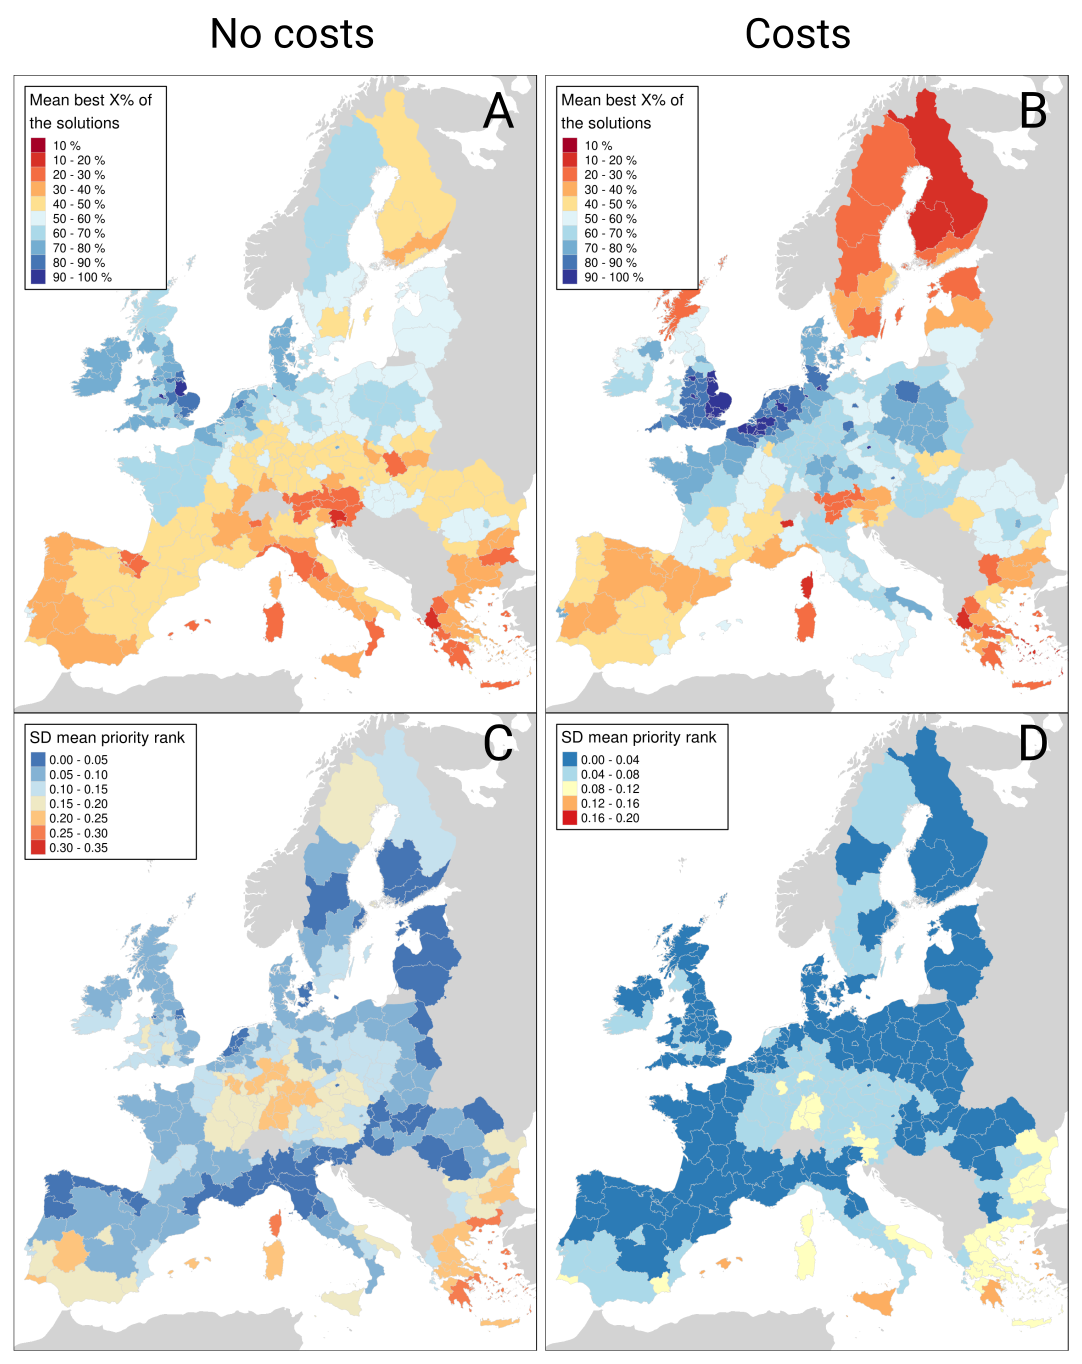 No costs
Costs
Mean best X% of
the solutions
10 %
10 - 20 %
20 - 30 %
30 - 40 %
40 - 50 %
50 - 60 %
60 - 70 %
70 - 80 %
80 - 90 %
90 - 100 %
A
Mean best X% of
the solutions
10 %
10 - 20 %
20 - 30 %
30 - 40 %
40 - 50 %
50 - 60 %
60 - 70 %
70 - 80 %
80 - 90 %
90 - 100 %
B
SD mean priority rank
0.00 - 0.05
0.05 - 0.10
0.10 - 0.15
0.15 - 0.20
0.20 - 0.25
0.25 - 0.30
0.30 - 0.35
C
SD mean priority rank
0.00 - 0.04
0.04 - 0.08
0.08 - 0.12
0.12 - 0.16
0.16 - 0.20
D